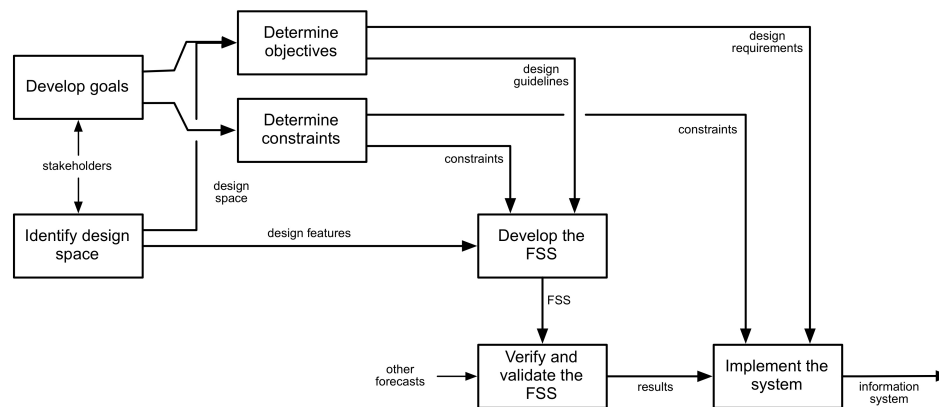 Determine
objectives
design
requirements
Develop goals
design
guidelines
Determine
constraints
constraints
constraints
stakeholders
design
space
Identify design
space
design features
Develop the
FSS
FSS
other
forecasts
Verify and
validate the
FSS
results
Implement the
system
information
system